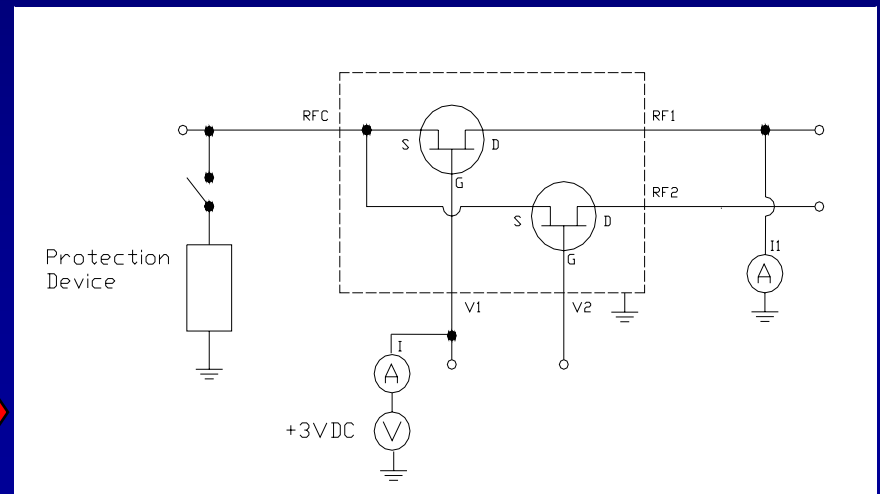 RFC
RF1
S
D
G
RF2
S
D
G
I1
A
Protection
Device
V1
V2
I
A
+3VDC
V